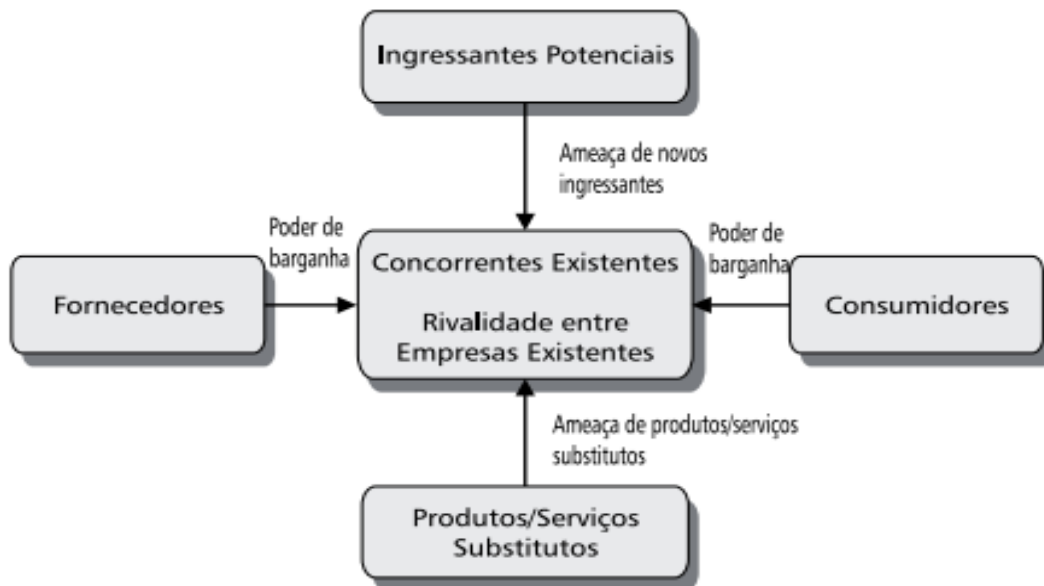 Ingressantes Potenciais
Ameaça de novos
ingressantes
Poder de
barganha
Poder de
barganha
Fornecedores
Concorrentes Existentes
Rivalidade entre
Empresas Existentes
Consumidores
Ameaça de produtos/serviços
substitutos
Produtos/Serviços
Substitutos